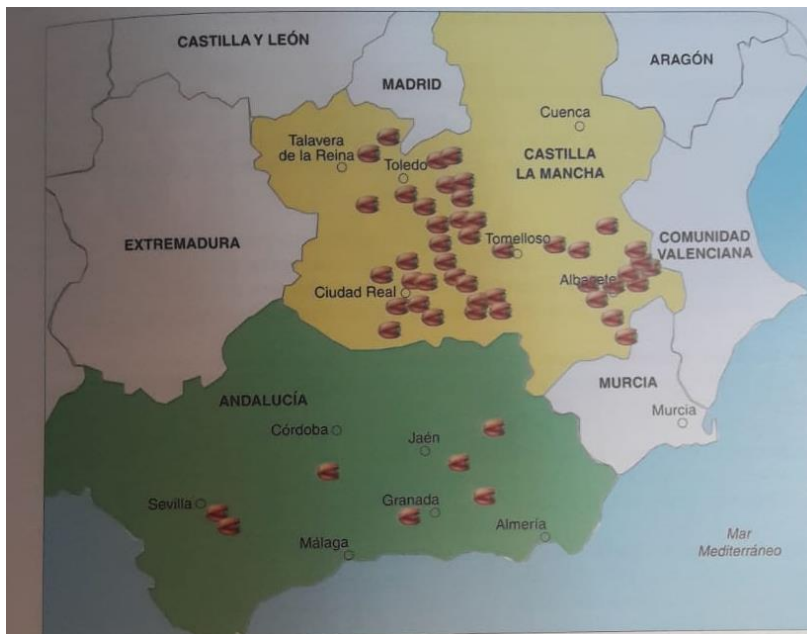 CASTILLA Y LEÓN
MADRID
ARAGÓN
Cuenca
Talavera
de la Reina
Toledo
CASTILLA
LA MANCHA
EXTREMADURA
Tomelloso
COMUNIDAD
VALENCIANA
Ciudad Real
Albacete
MURCIA
ANDALUCÍA
Murcia
Córdoba
Jaén
Sevilla
Granada
Almería
Málaga
Mar
Mediterráneo